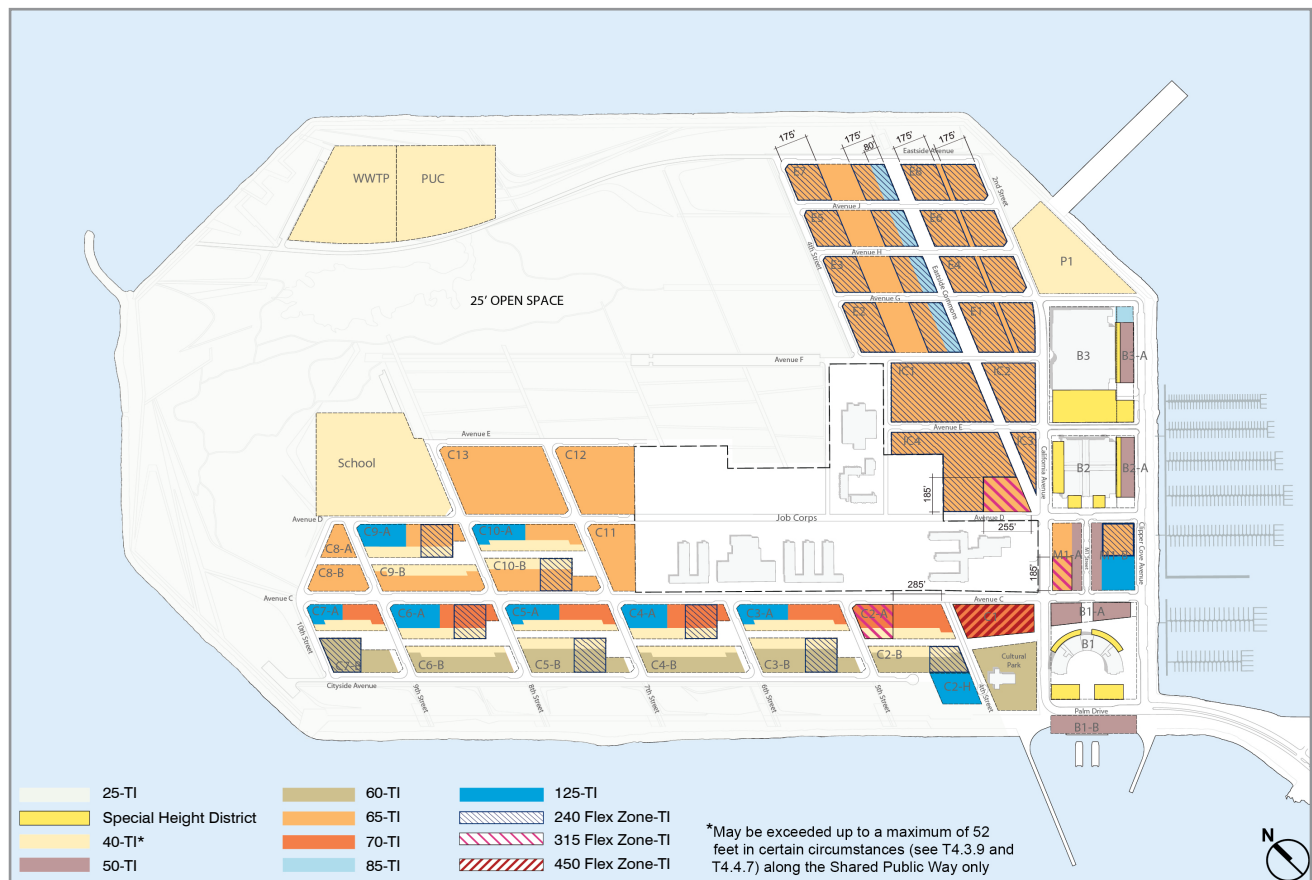 175'
175'
80'
175'
175'
Eastside Avenue
WWTP
PUC
E7
E8
2nd Street
Avenue J
E5
E6
4th Street
Avenue H
P1
E3
E4
Eastside Commons
25' OPEN SPACE
Avenue G
E2
E1
B3
B3-A
Avenue F
IC1
IC2
Avenue E
Avenue E
IC4
IC3
School
C13
C12
California Avenue
B2
B2-A
185'
Avenue D
Job Corps
Avenue D
255'
C9-A
C10-A
C11
C8-A
M1-A
M1-B
Clipper Cove Avenue
C8-B
C9-B
C10-B
185'
285'
Avenue C
Avenue C
C7-A
C6-A
C5-A
C4-A
C3-A
C2-A
B1-A
10th Street
B1
Cultural
Park
C7-B
C6-B
C5-B
C4-B
C3-B
C2-B
C2-H
Cityside Avenue
9th Street
8th Street
7th Street
6th Street
5th Street
4th Street
Palm Drive
B1-B
25-TI
Special Height District
40-TI*
50-TI
60-TI
65-TI
70-TI
85-TI
125-TI
240 Flex Zone-TI
315 Flex Zone-TI
450 Flex Zone-TI
*May be exceeded up to a maximum of 52
feet in certain circumstances (see T4.3.9 and
T4.4.7) along the Shared Public Way only
N